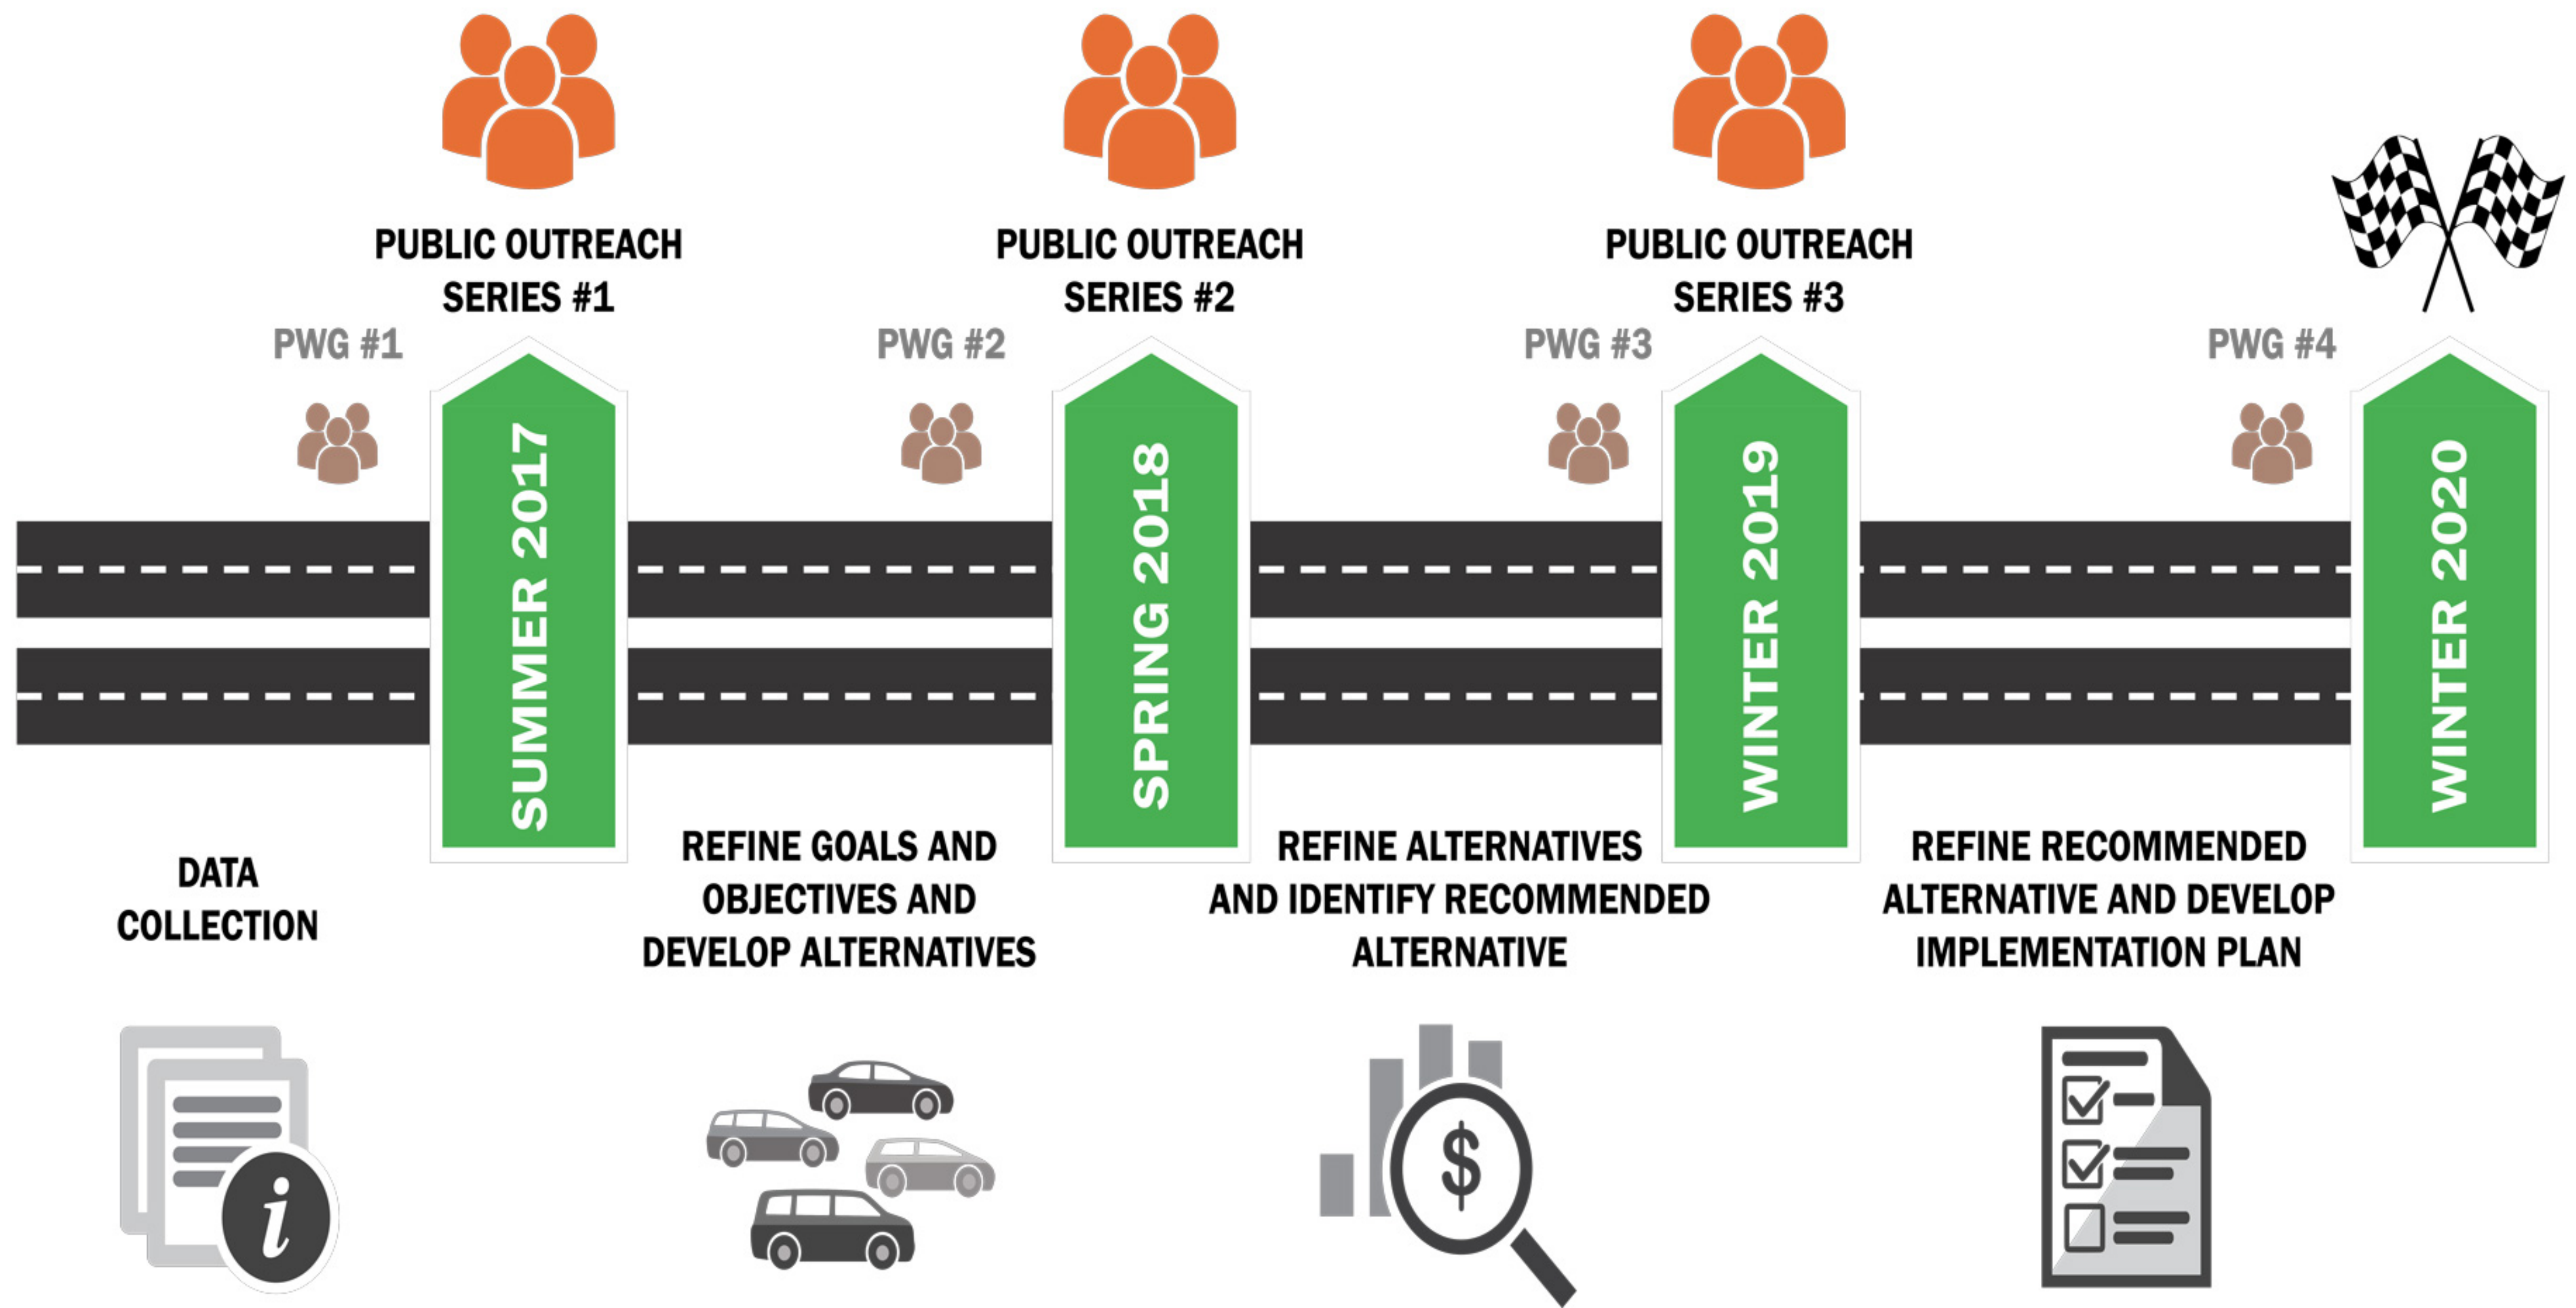 PUBLIC OUTREACH
SERIES #1
PUBLIC OUTREACH
SERIES #2
PUBLIC OUTREACH
SERIES #3
PWG #1
PWG #2
PWG #3
PWG #4
SUMMER 2017
SPRING 2018
WINTER 2019
WINTER 2020
DATA
COLLECTION
REFINE GOALS AND
OBJECTIVES AND
DEVELOP ALTERNATIVES
REFINE ALTERNATIVES
AND IDENTIFY RECOMMENDED
ALTERNATIVE
REFINE RECOMMENDED
ALTERNATIVE AND DEVELOP
IMPLEMENTATION PLAN
i
$